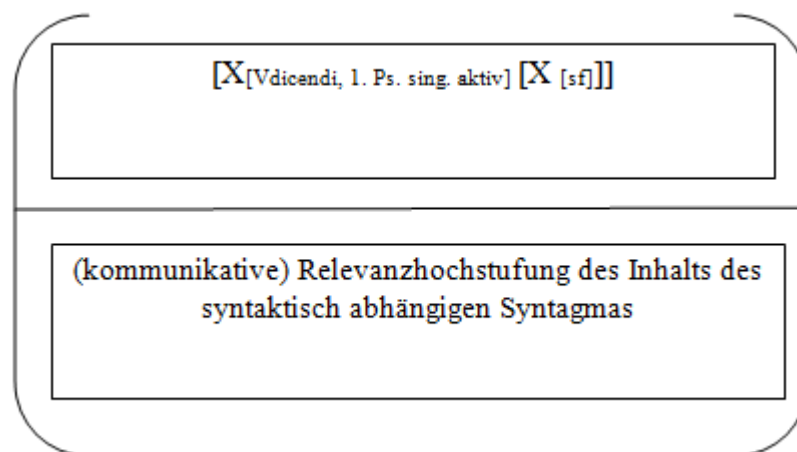 [X[Vdicendi, 1. Ps. sing. aktiv] [X [sf]]]
(kommunikative) Relevanzhochstufung des Inhalts des
syntaktisch abhängigen Syntagmas